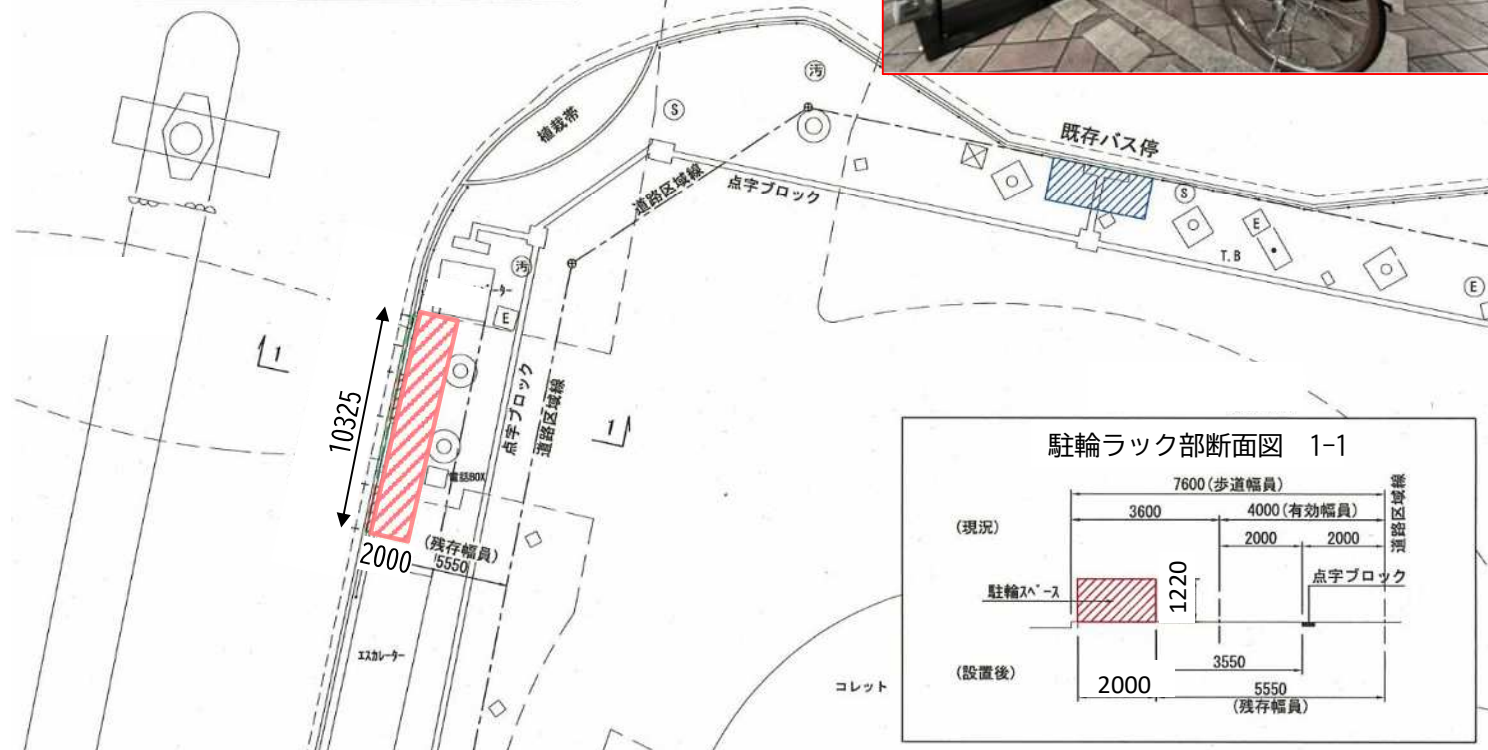 汚
植栽帯
S
既存バス停
道路区域線
点字ブロック
S
E
T.B
E
汚
ーター
E
1
10325
点字ブロック
道路区域線
1
電話BOX
2000
(残存幅員)
5550
エスカレーター
コレット
駐輪ラック部断面図 1-1
7600(歩道幅員)
道路区域線
(現況)
3600
4000(有効幅員)
2000
2000
点字ブロック
駐輪スペース
1220
(設置後)
3550
2000
5550
(残存幅員)